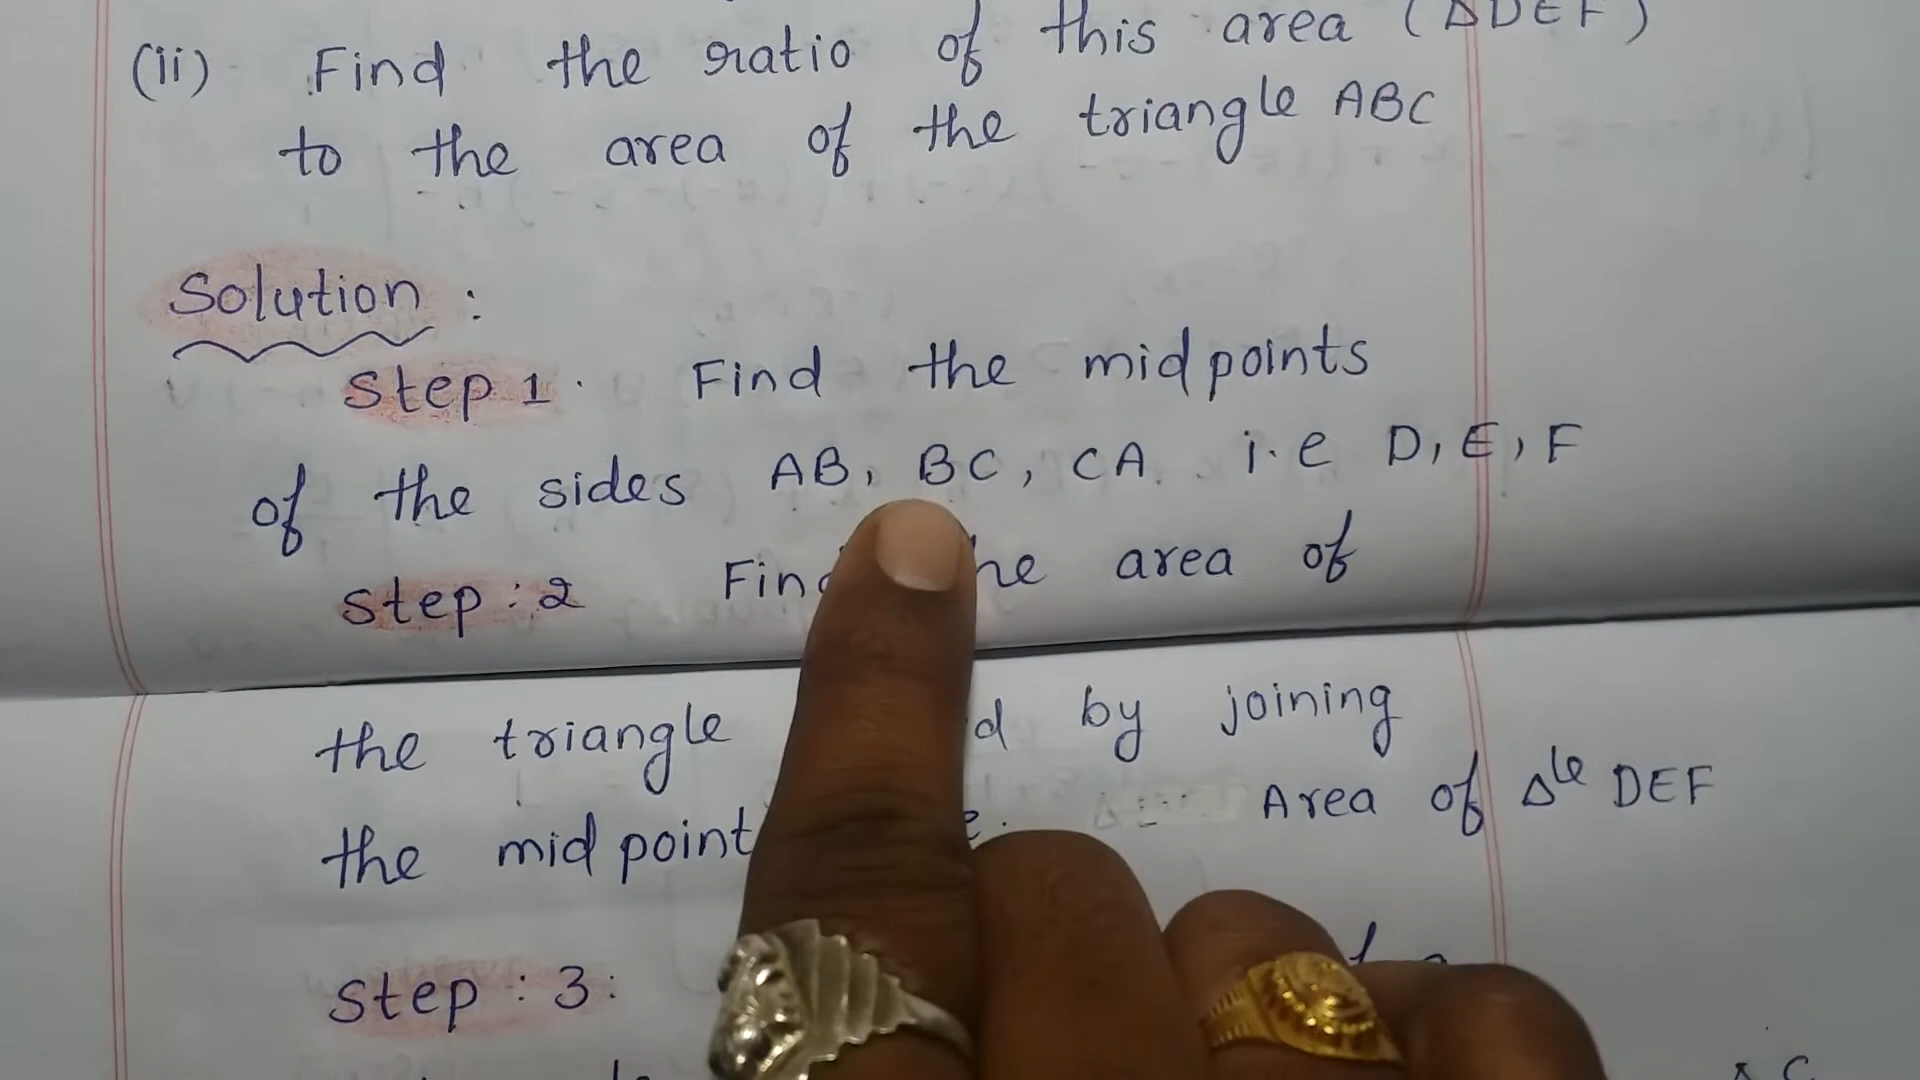 (ii) Find the ratio of this area (ΔDEF)
to the area of the triangle ABC
Solution :
Step 1. Find the midpoints
of the sides AB, BC, CA i.e D, E, F
Step : 2 Find area of
the triangle by joining
the mid point Area of Δle DEF
Step : 3 :